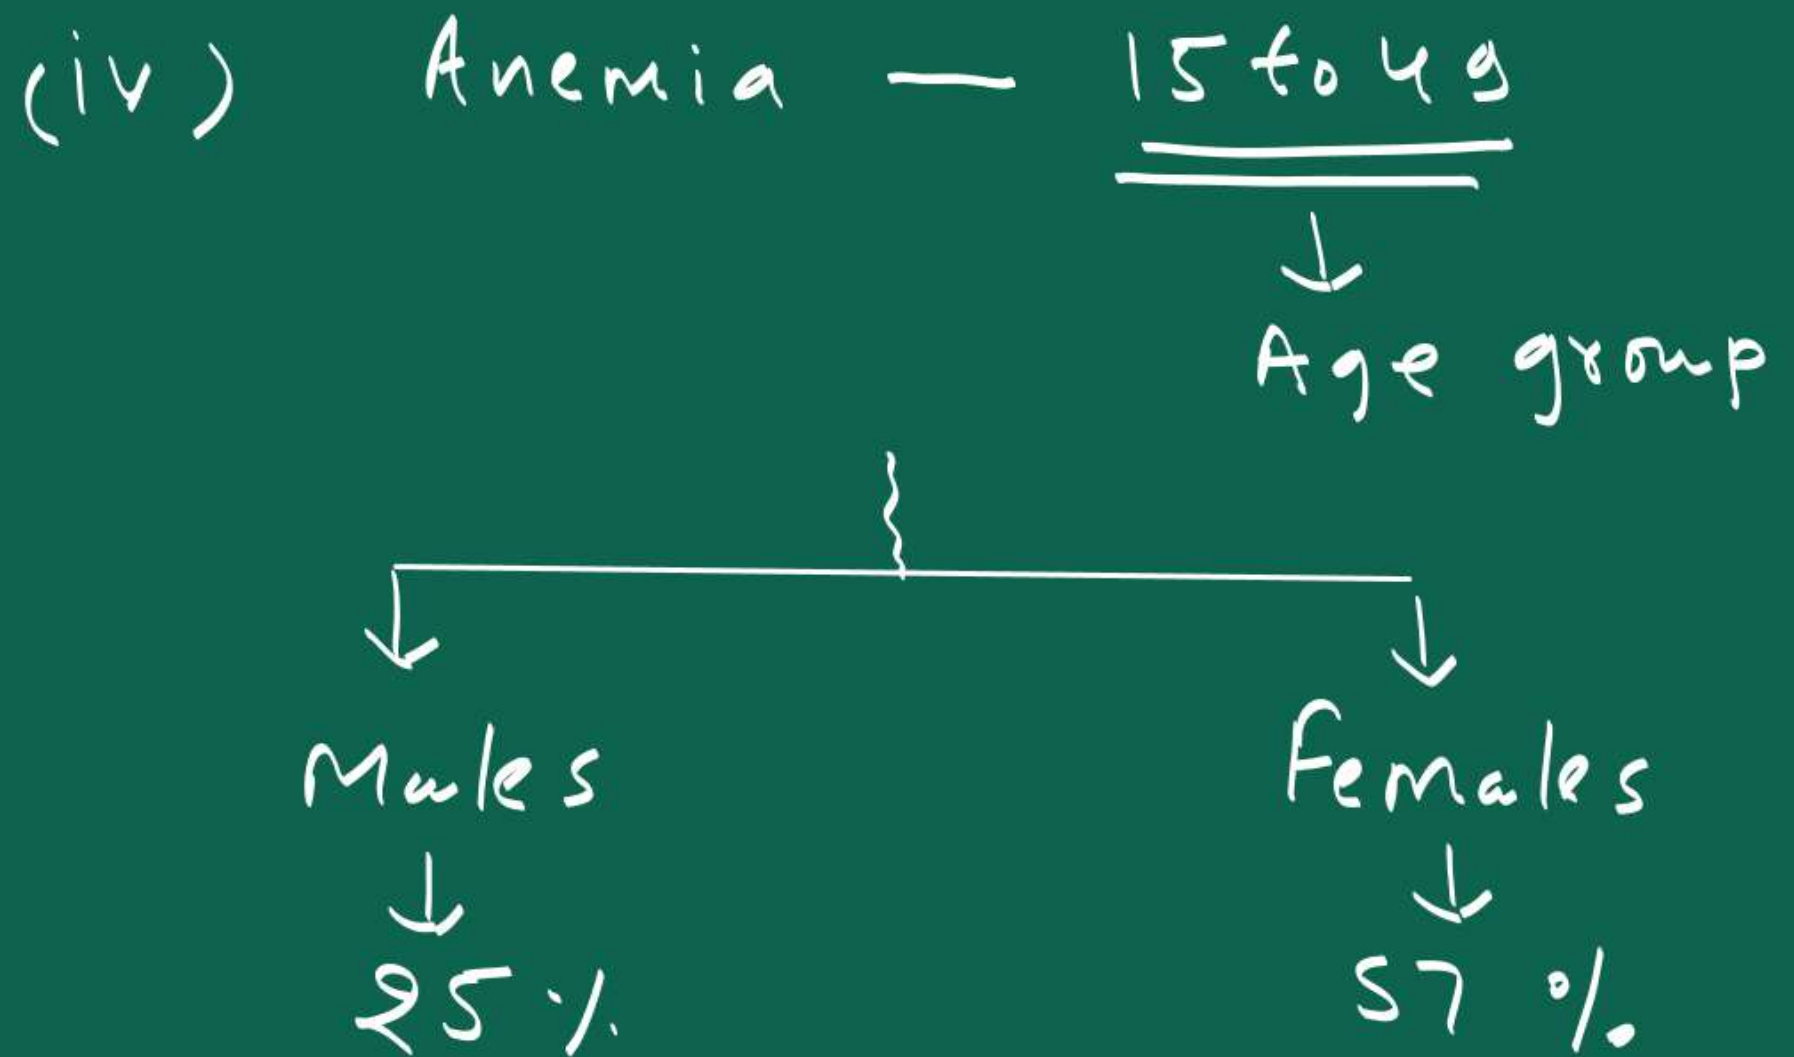 (iv) Anemia — 15 to 49
Age group
Males Females
25% 57%